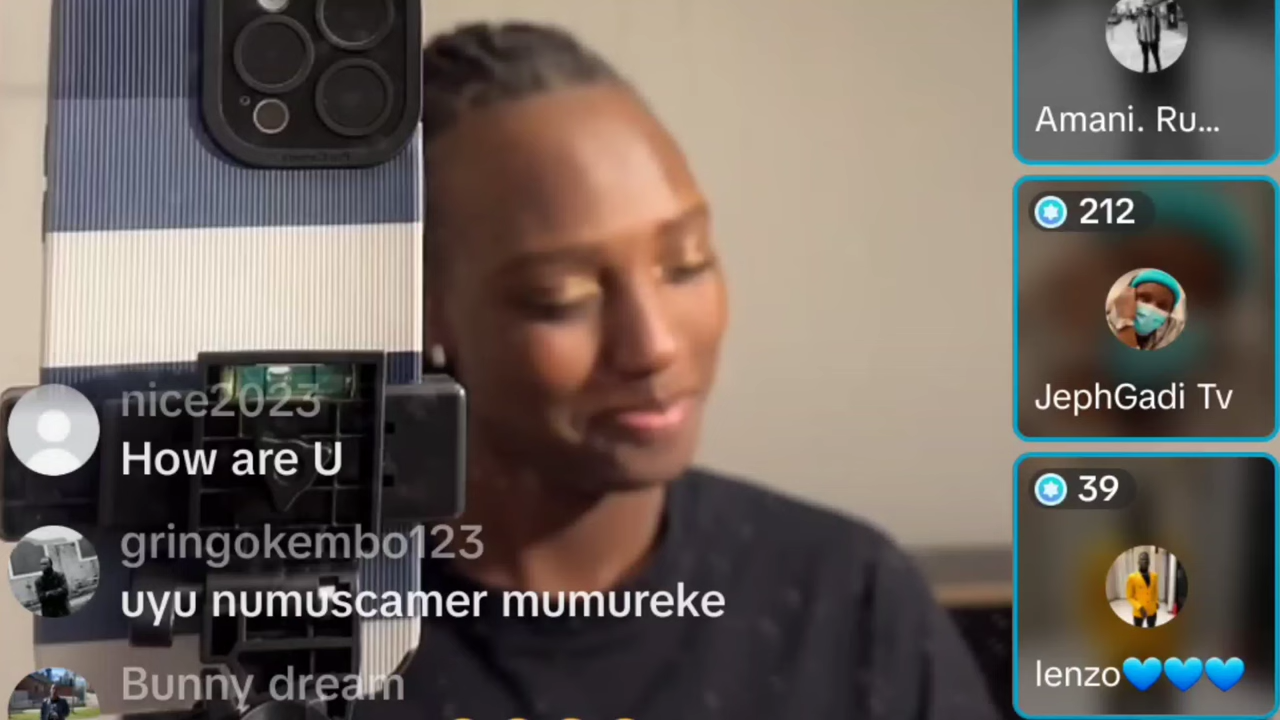 Amani. Ru...
212
JephGadi Tv
nice2023
How are U
39
gringokembo123
uyu numuscamer mumureke
lenzo💙💙💙
Bunny dream